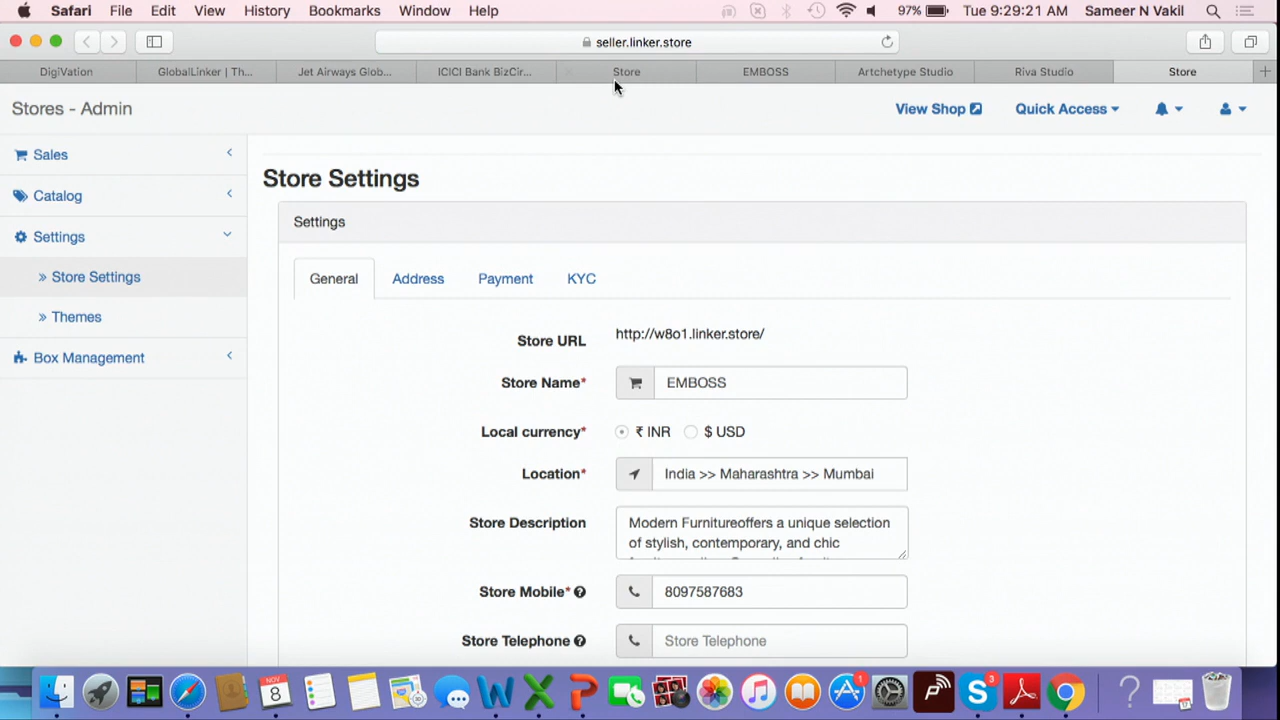 Safari File Edit View History Bookmarks Window Help 97% Tue 9:29:21 AM Sameer N Vakil
seller.linker.store
DigiVation GlobalLinker | Th... Jet Airways Glob... ICICI Bank BizCir... Store EMBOSS Artchetype Studio Riva Studio Store
Stores - Admin View Shop Quick Access
Sales
Catalog
Settings
» Store Settings
» Themes
Box Management
Store Settings
Settings
General Address Payment KYC
Store URL http://w8o1.linker.store/
Store Name* EMBOSS
Local currency* ₹ INR $ USD
Location* India >> Maharashtra >> Mumbai
Store Description Modern Furnitureoffers a unique selection
of stylish, contemporary, and chic
Store Mobile* 8097587683
Store Telephone Store Telephone
NOV
8
1
3